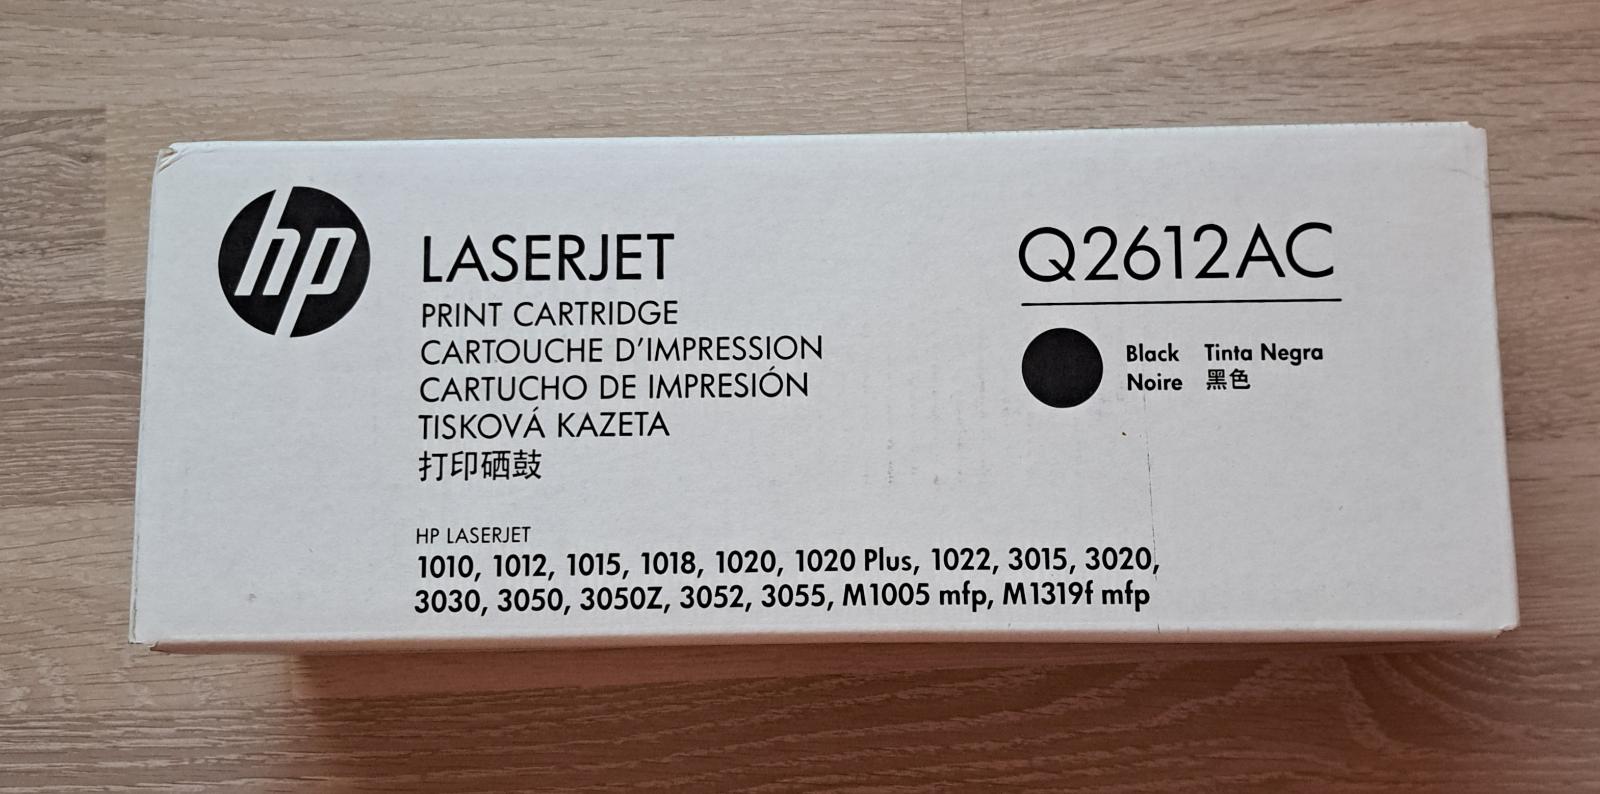 hp
LASERJET
PRINT CARTRIDGE
CARTOUCHE D'IMPRESSION
CARTUCHO DE IMPRESIÓN
TISKOVÁ KAZETA
打印硒鼓
HP LASERJET
1010, 1012, 1015, 1018, 1020, 1020 Plus, 1022, 3015, 3020,
3030, 3050, 3050Z, 3052, 3055, M1005 mfp, M1319f mfp
Q2612AC
Black Tinta Negra
Noire 黑色